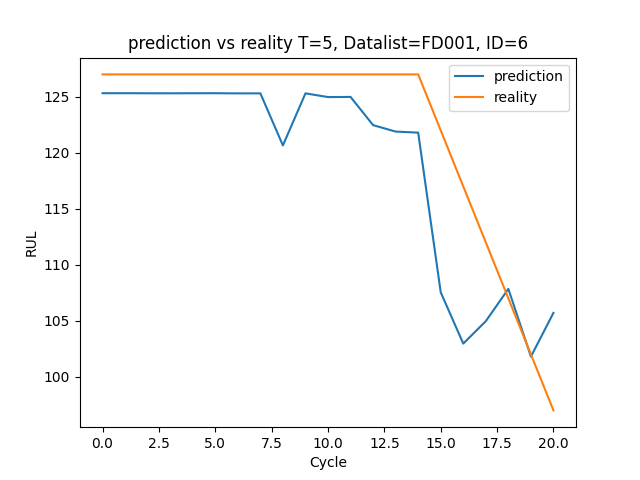 prediction vs reality T=5, Datalist=FD001, ID=6
prediction
reality
125
120
115
110
105
100
RUL
0.0 2.5 5.0 7.5 10.0 12.5 15.0 17.5 20.0
Cycle